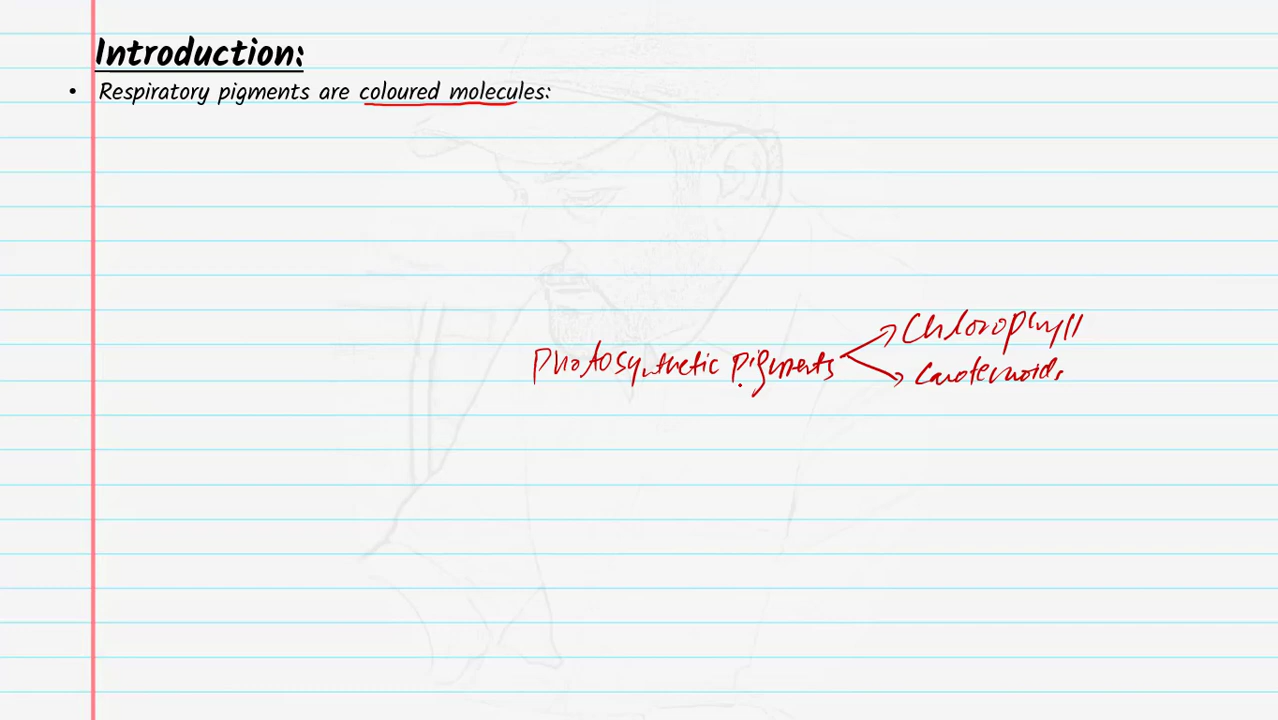 Introduction:
• Respiratory pigments are coloured molecules:
Chlorophyll
Photosynthetic pigments
Carotenoids